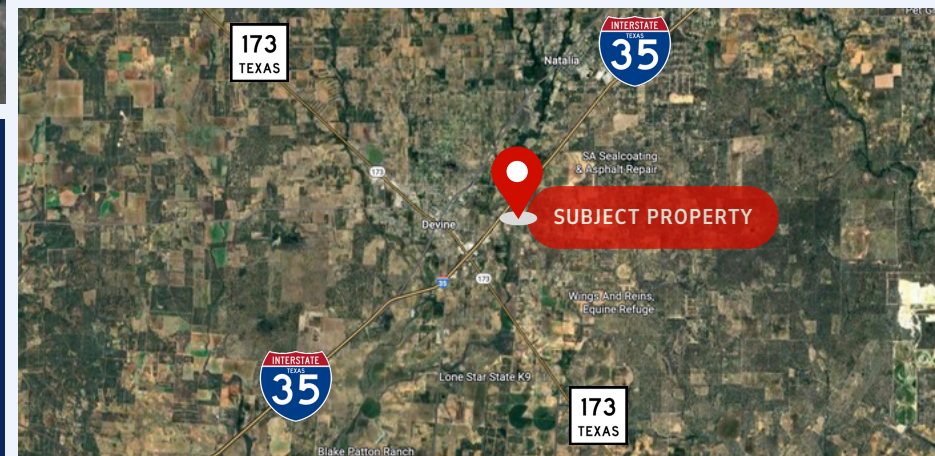 173
TEXAS
INTERSTATE
TEXAS
35
Natalia
SA Sealcoating
& Asphalt Repair
173
SUBJECT PROPERTY
Devine
35
173
Wings And Reins,
Equine Refuge
INTERSTATE
TEXAS
35
Lone Star State K9
173
TEXAS
Blake Patton Ranch